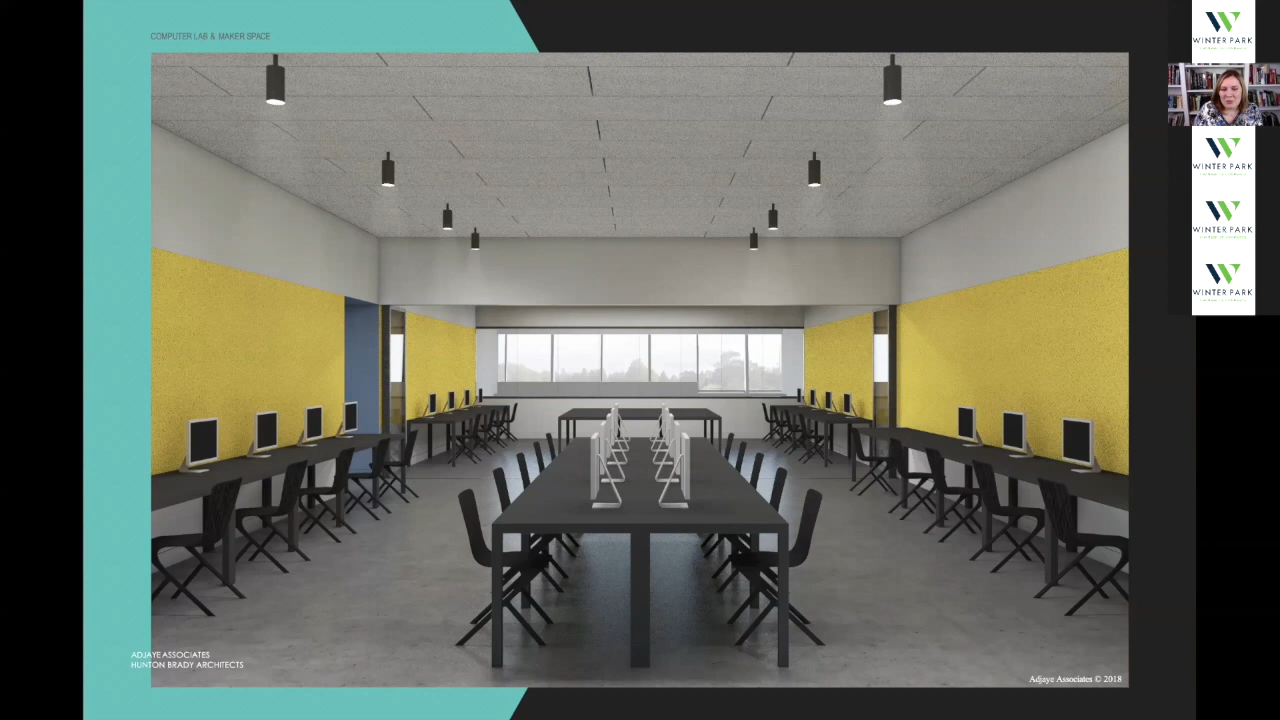 COMPUTER LAB & MAKER SPACE
ADJAYE ASSOCIATES
HUNTON BRADY ARCHITECTS
Adjaye Associates © 2018
WINTER PARK
WINTER PARK
WINTER PARK
WINTER PARK